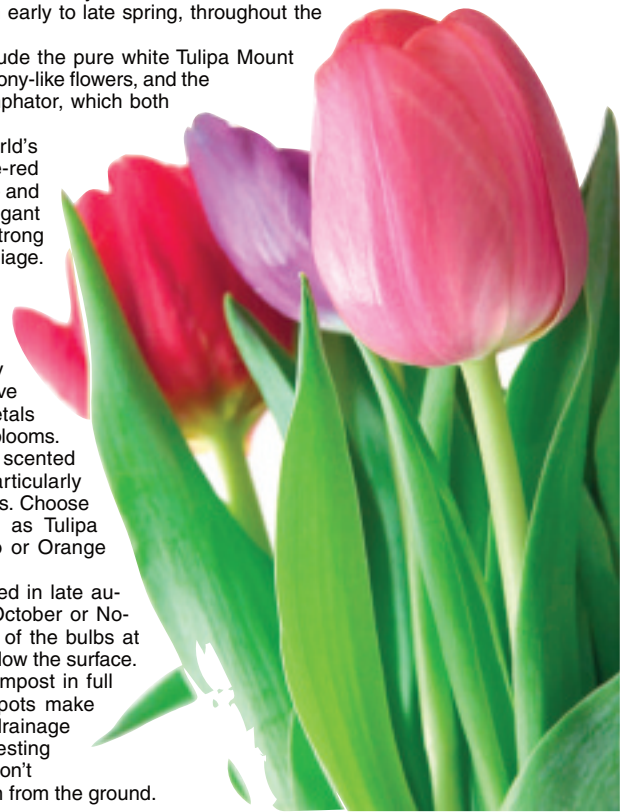 early to late spring, throughout the
ude the pure white Tulipa Mount
ony-like flowers, and the
phator, which both
rld's
e-red
and
gant
trong
iage.
y
ve
etals
looms.
scented
articularly
s. Choose
as Tulipa
o or Orange
ed in late au-
October or No-
of the bulbs at
low the surface.
mpost in full
pots make
drainage
esting
on't
n from the ground.